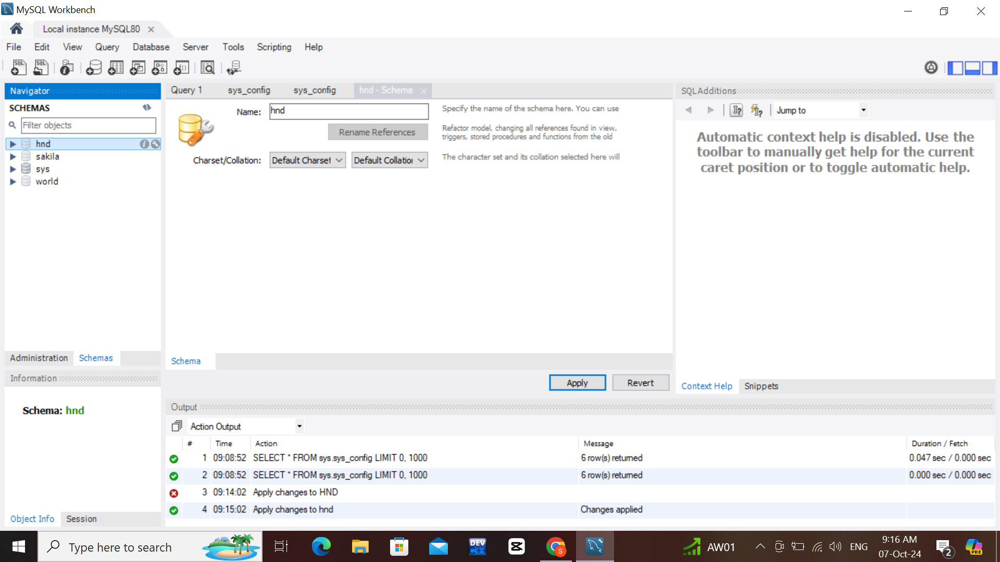 MySQL Workbench
Local instance MySQL80
File Edit View Query Database Server Tools Scripting Help
Navigator
SCHEMAS
Filter objects
hnd
sakila
sys
world
Administration Schemas
Information
Schema: hnd
Object Info Session
Query 1 sys_config sys_config hnd - Schema
Name: hnd
Specify the name of the schema here. You can use
Rename References
Refactor model, changing all references found in view,
triggers, stored procedures and functions from the old
Charset/Collation: Default Charset Default Collation
The character set and its collation selected here will
Schema
Apply Revert
SQLAdditions
Jump to
Automatic context help is disabled. Use the
toolbar to manually get help for the current
caret position or to toggle automatic help.
Context Help Snippets
Output
Action Output
# Time Action Message Duration / Fetch
1 09:08:52 SELECT * FROM sys.sys_config LIMIT 0, 1000 6 row(s) returned 0.047 sec / 0.000 sec
2 09:08:52 SELECT * FROM sys.sys_config LIMIT 0, 1000 6 row(s) returned 0.000 sec / 0.000 sec
3 09:14:02 Apply changes to HND
4 09:15:02 Apply changes to hnd Changes applied
Type here to search
DEV
C++
S
AW01
ENG
9:16 AM
07-Oct-24
2
PRE